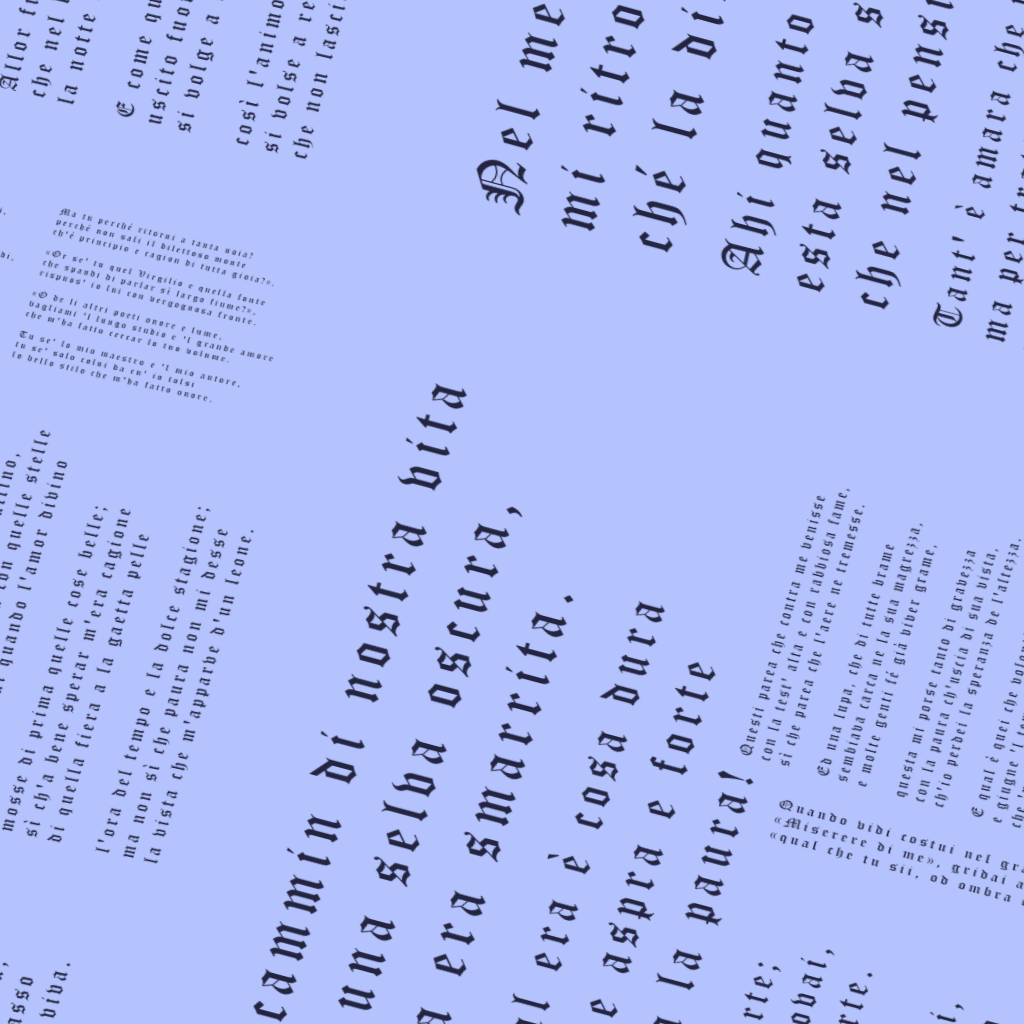 Nel me
mi ritro
ché la di
Ahi quanto
esta selva s
che nel pensi
Tant' è amara che
ma per trat
cammin di nostra vita
una selva oscura,
era smarrita.
era è cosa dura
e aspra e forte
la paura!
Allor f
che nel l
la notte
E come qu
uscito fuor
si volge a
così l'animo
si volse a re
che non lasci
Ma tu perché ritorni a tanta noia?
perché non sali il dilettoso monte
ch'è principio e cagion di tutta gioia?
«Or se' tu quel Virgilio e quella fonte
che spandi di parlar sì largo fiume?»,
rispuos' io lui con vergognosa fronte.
«O de li altri poeti onore e lume,
vagliami 'l lungo studio e 'l grande amore
che m'ha fatto cercar lo tuo volume.
Tu se' lo mio maestro e 'l mio autore,
tu se' solo colui da cu' io tolsi
lo bello stilo che m'ha fatto onore.
ttino,
con quelle stelle
quando l'amor divino
mosse di prima quelle cose belle;
sì ch'a bene sperar m'era cagione
di quella fiera a la gaetta pelle
l'ora del tempo e la dolce stagione;
ma non sì che paura non mi desse
la vista che m'apparve d'un leone.
Questi parea che contra me venisse
con la test' alta e con rabbiosa fame,
sì che parea che l'aere ne tremesse.
Ed una lupa, che di tutte brame
sembiava carca ne la sua magrezza,
e molte genti fé già viver grame,
questa mi porse tanto di gravezza
con la paura ch'uscia di sua vista,
ch'io perdei la speranza de l'altezza.
E qual è quei che volon
e giugne 'l
che 'n
Quando vidi costui nel gra
«Miserere di me», gridai a
«qual che tu sii, od ombra
asso
viva.
rte;
ovai,
rte.
i,